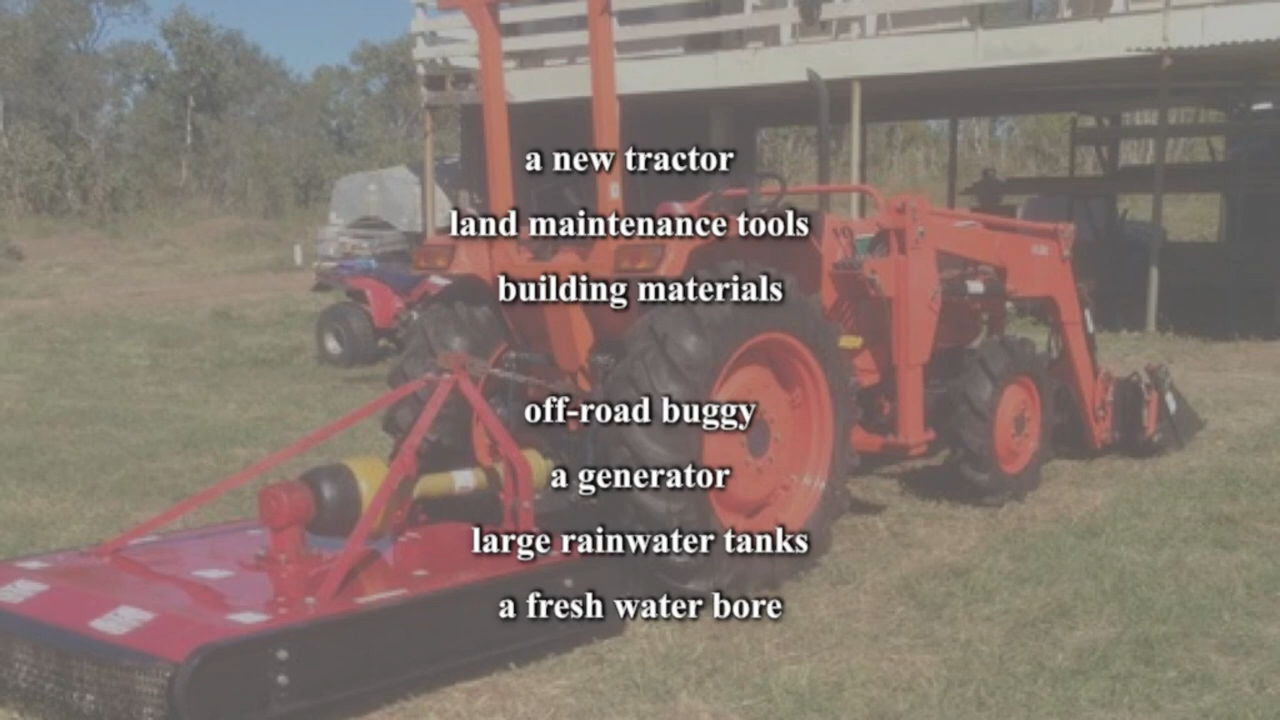 a new tractor
land maintenance tools
building materials
off-road buggy
a generator
large rainwater tanks
a fresh water bore